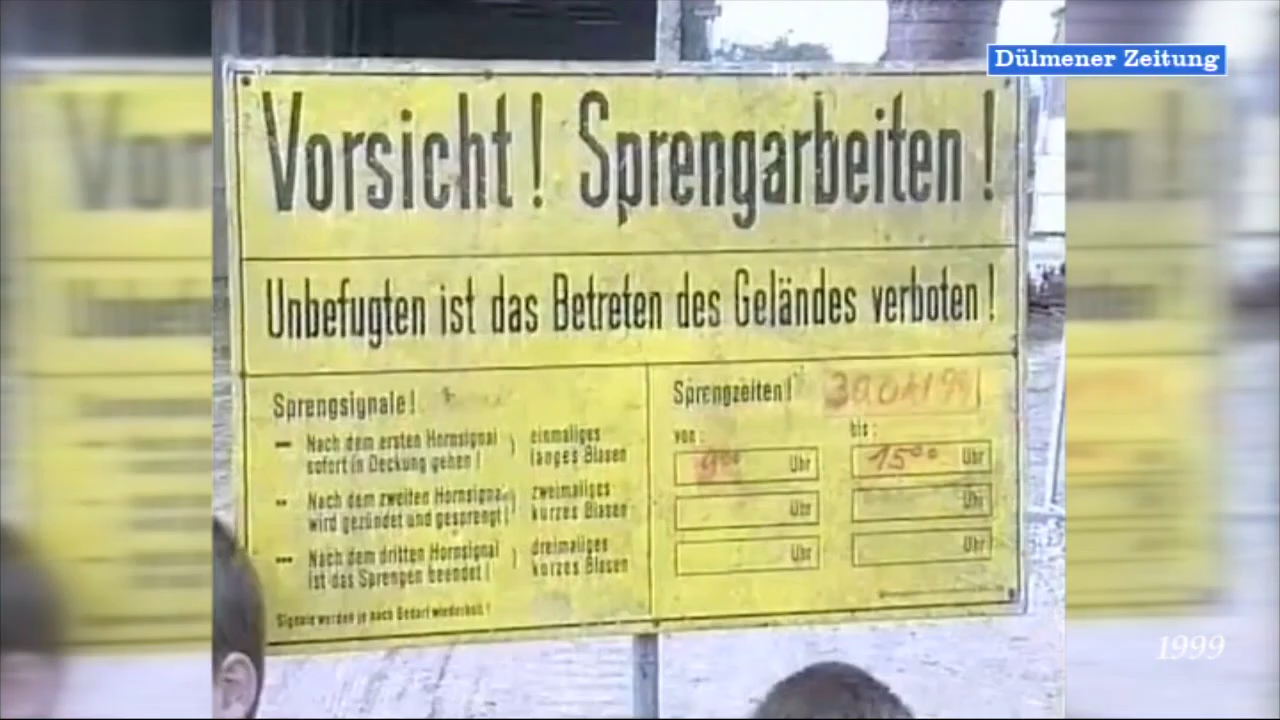 Dülmener Zeitung
Vorsicht! Sprengarbeiten!
Unbefugten ist das Betreten des Geländes verboten!
Sprengsignale!
Nach dem ersten Hornsignal sofort in Deckung gehen!
einmaliges langes Blasen
Nach dem zweiten Hornsignal wird gezündet und gesprengt!
zweimaliges kurzes Blasen
Nach dem dritten Hornsignal ist das Sprengen beendet!
dreimaliges kurzes Blasen
Signale werden je nach Bedarf wiederholt!
Sprengzeiten! 30. Okt 99
von: bis:
9⁰⁰ Uhr 15⁰⁰ Uhr
Uhr Uhr
Uhr Uhr
1999